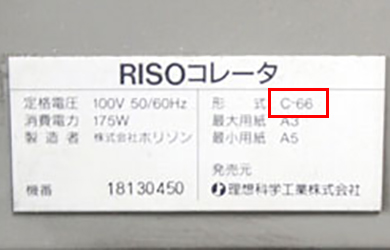 RISOコレータ
定格電圧 100V 50/60Hz
消費電力 175W
製造者 株式会社ホリゾン
機番 18130450
形式 C-66
最大用紙 A3
最小用紙 A5
発売元
理想科学工業株式会社